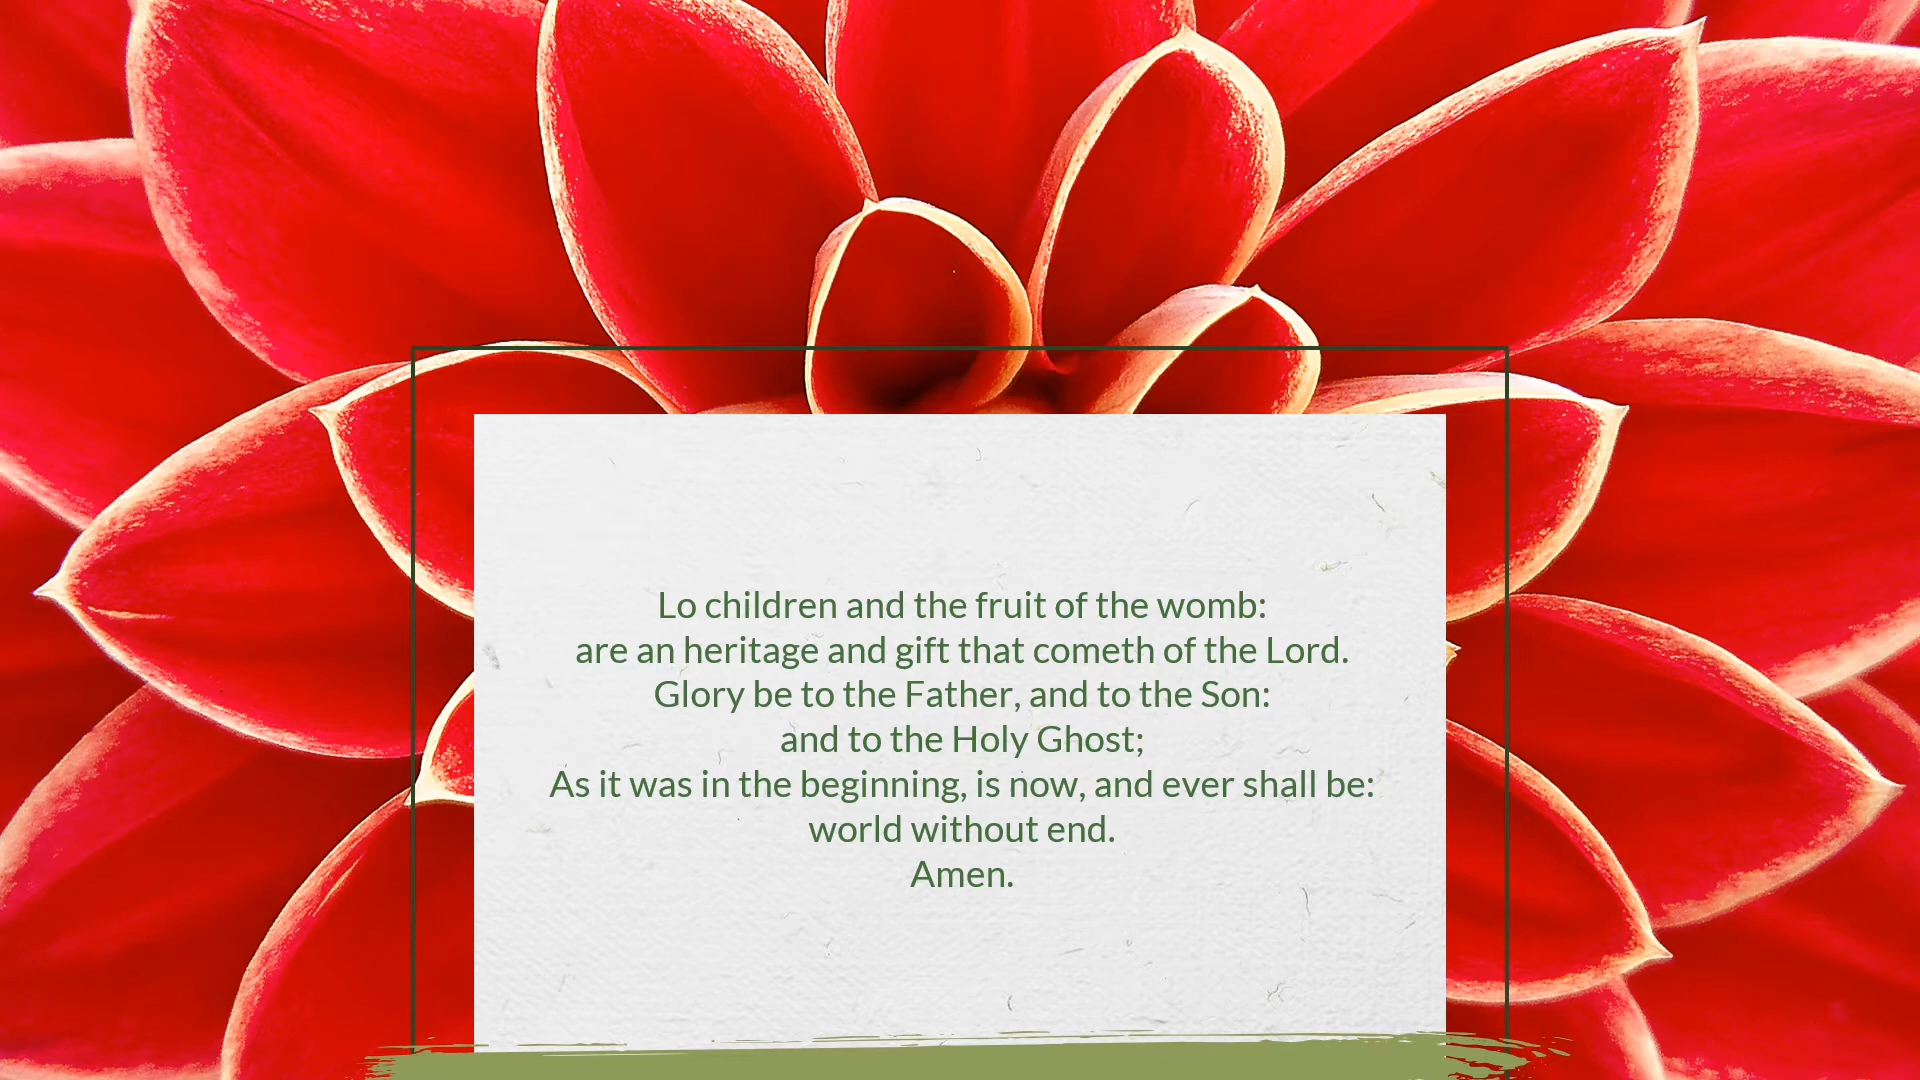 Lo children and the fruit of the womb:
are an heritage and gift that cometh of the Lord.
Glory be to the Father, and to the Son:
and to the Holy Ghost;
As it was in the beginning, is now, and ever shall be:
world without end.
Amen.